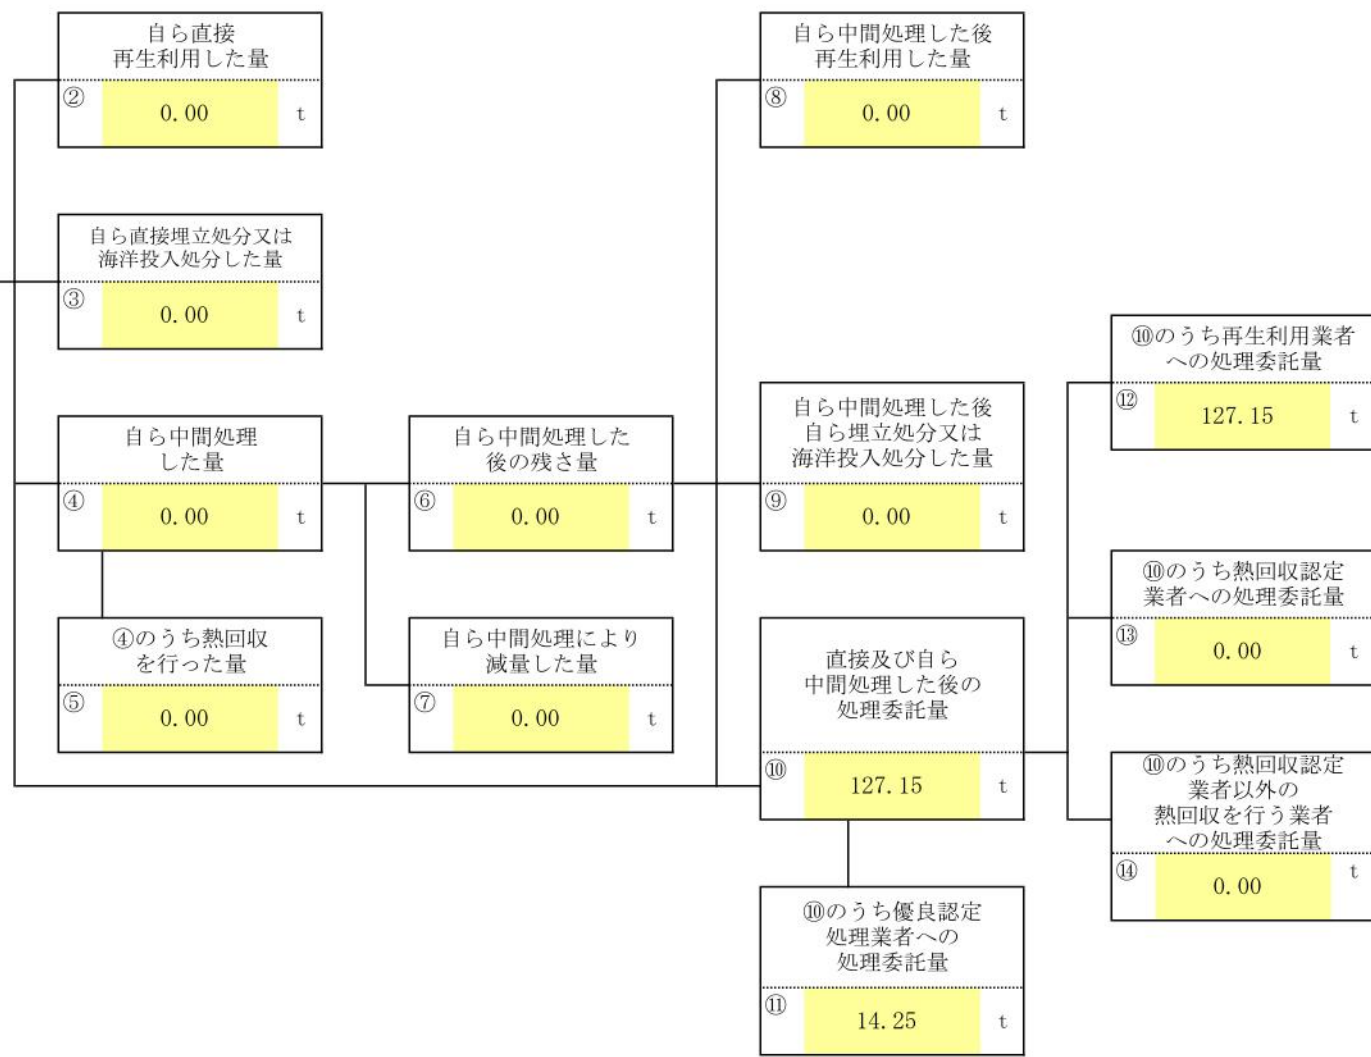 自ら直接
再生利用した量
②
0.00
t
自ら中間処理した後
再生利用した量
⑧
0.00
t
自ら直接埋立処分又は
海洋投入処分した量
③
0.00
t
⑩のうち再生利用業者
への処理委託量
⑫
127.15
t
自ら中間処理
した量
④
0.00
t
自ら中間処理した
後の残さ量
⑥
0.00
t
自ら中間処理した後
自ら埋立処分又は
海洋投入処分した量
⑨
0.00
t
⑩のうち熱回収認定
業者への処理委託量
⑬
0.00
t
④のうち熱回収
を行った量
⑤
0.00
t
自ら中間処理により
減量した量
⑦
0.00
t
直接及び自ら
中間処理した後の
処理委託量
⑩
127.15
t
⑩のうち熱回収認定
業者以外の
熱回収を行う業者
への処理委託量
⑭
0.00
t
⑩のうち優良認定
処理業者への
処理委託量
⑪
14.25
t